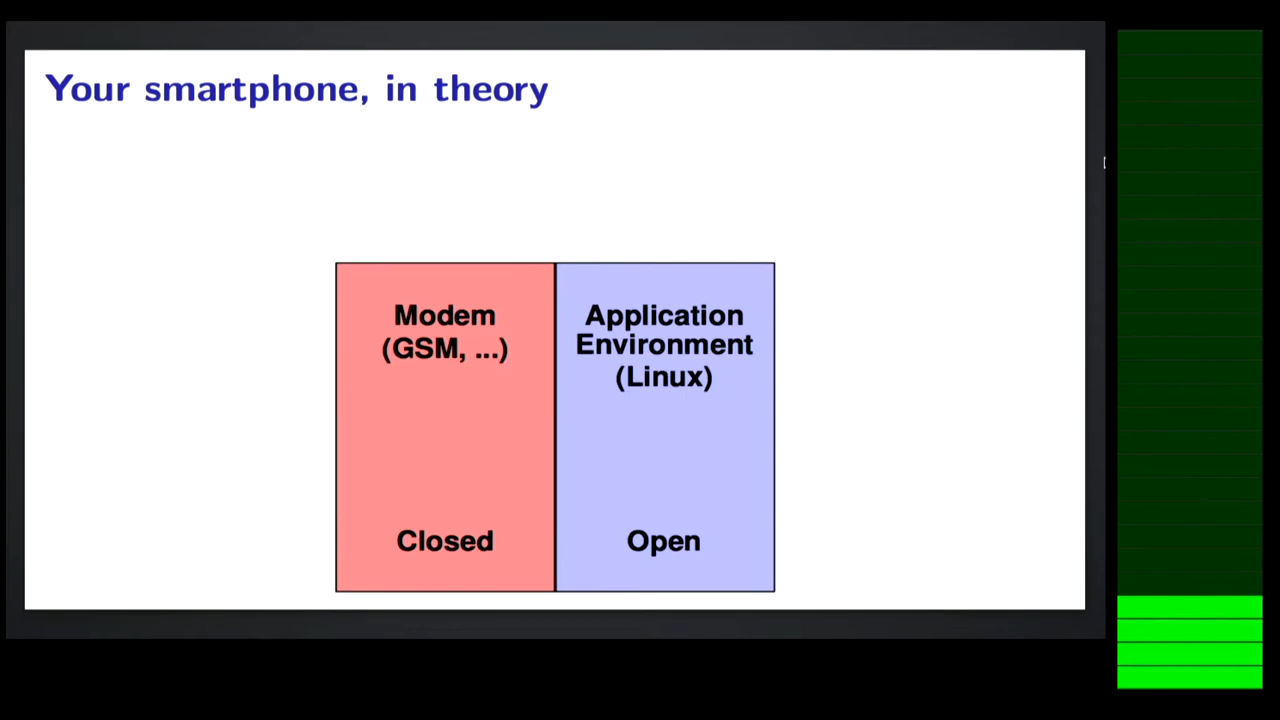 Your smartphone, in theory
Modem
(GSM, ...)
Closed
Application
Environment
(Linux)
Open